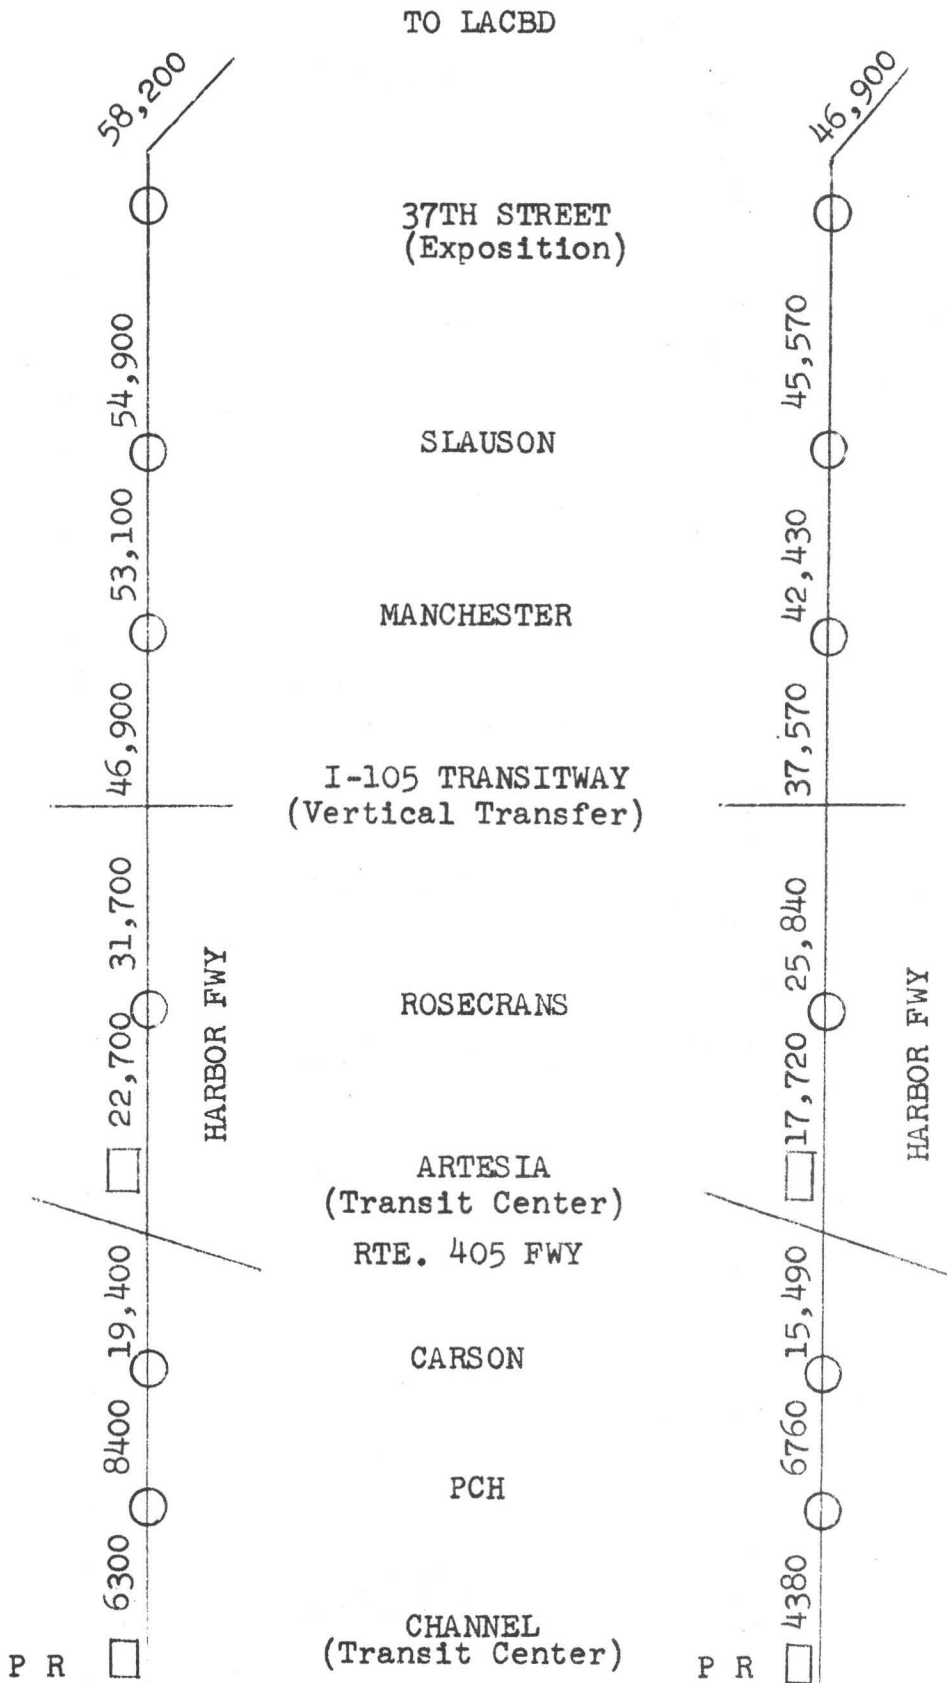 TO LACBD
58,200
46,900
37TH STREET
(Exposition)
54,900
45,570
SLAUSON
53,100
42,430
MANCHESTER
46,900
37,570
I-105 TRANSITWAY
(Vertical Transfer)
31,700
25,840
HARBOR FWY
ROSECRANS
HARBOR FWY
22,700
17,720
ARTESIA
(Transit Center)
RTE. 405 FWY
19,400
15,490
CARSON
8400
6760
PCH
6300
4380
CHANNEL
(Transit Center)
P R
P R